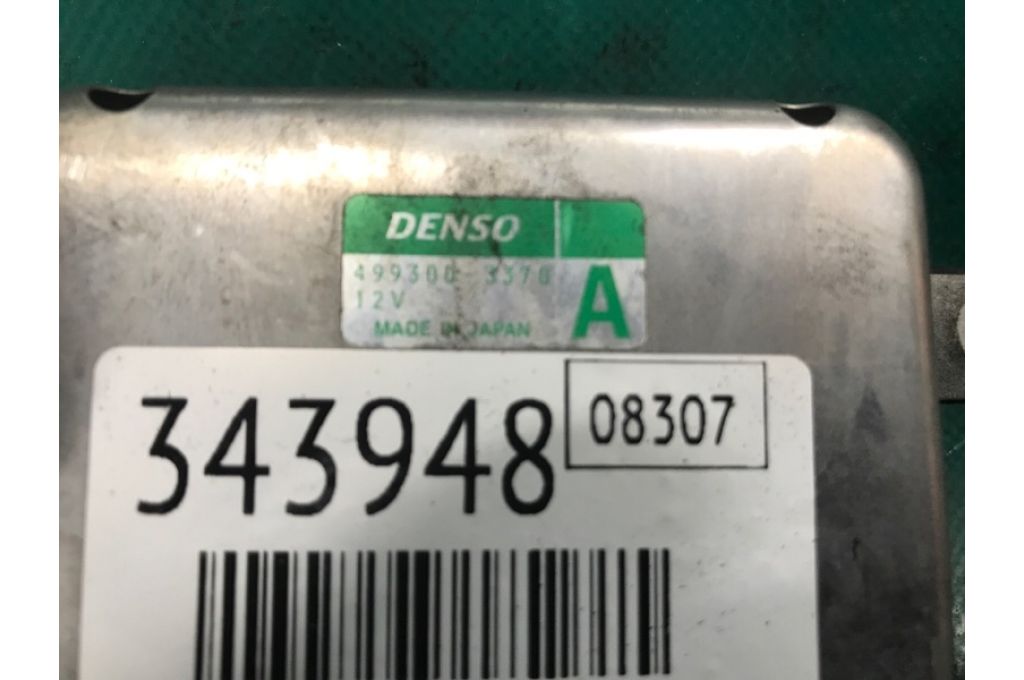 DENSO
499300-3370
12V
A
MADE IN JAPAN
343948
08307